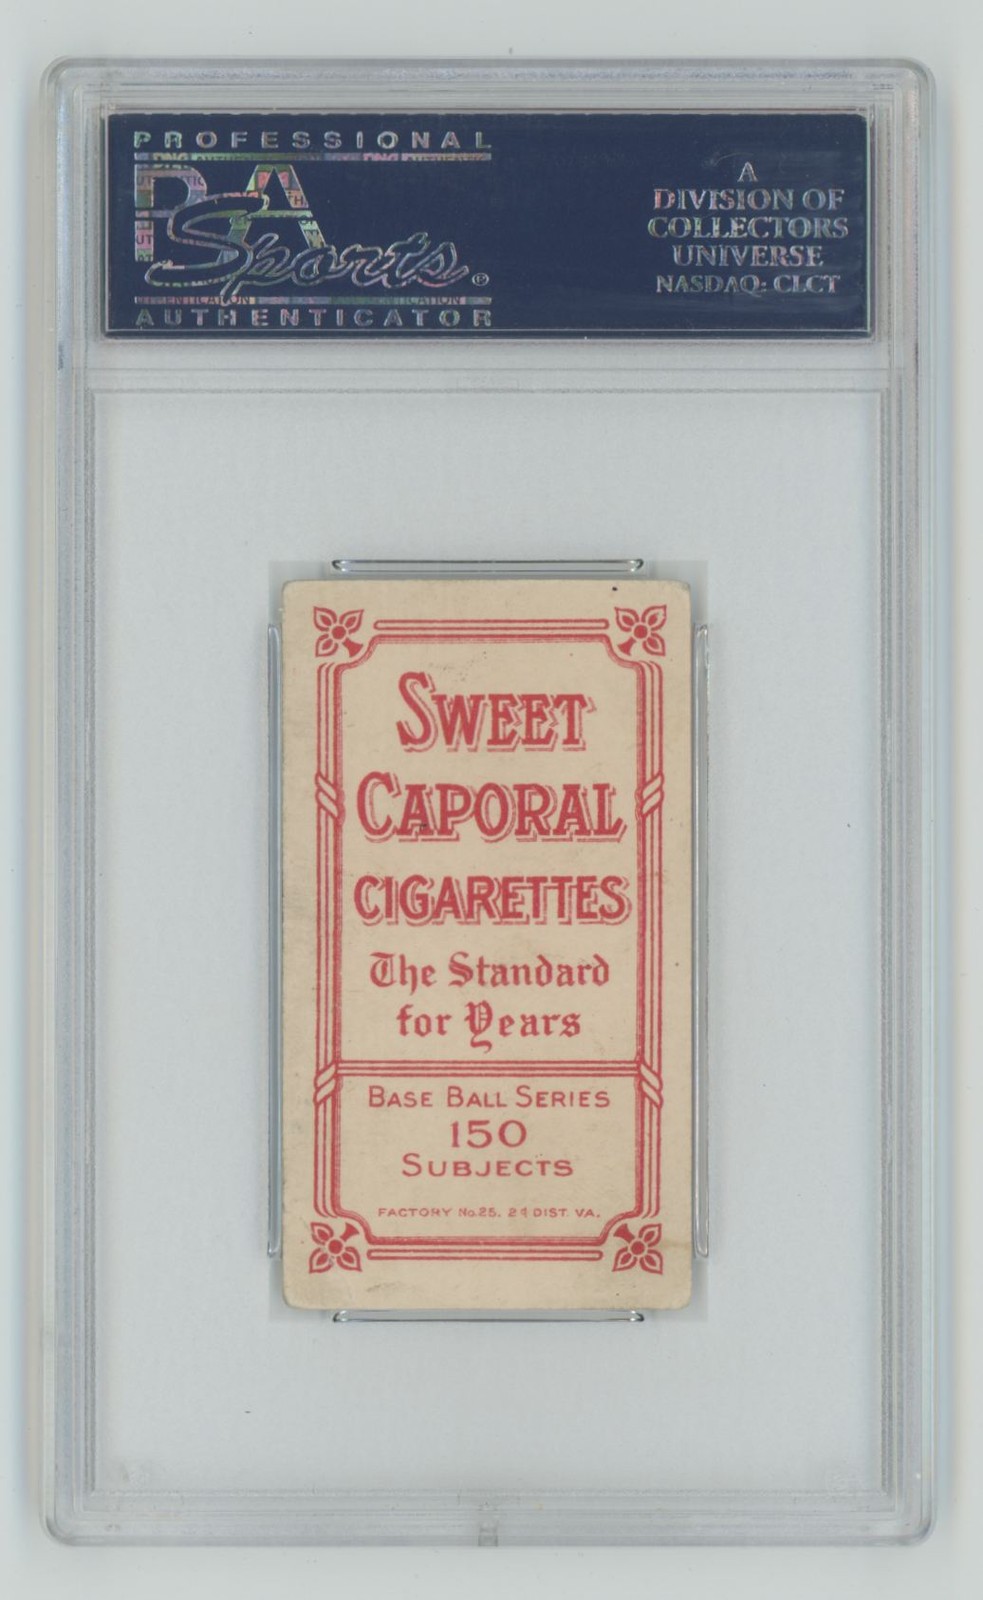 PROFESSIONAL
PSA
Sports®
AUTHENTICATOR
A
DIVISION OF
COLLECTORS
UNIVERSE
NASDAQ: CLCT
SWEET
CAPORAL
CIGARETTES
The Standard
for Years
BASE BALL SERIES
150
SUBJECTS
FACTORY No. 25. 2d DIST. VA.